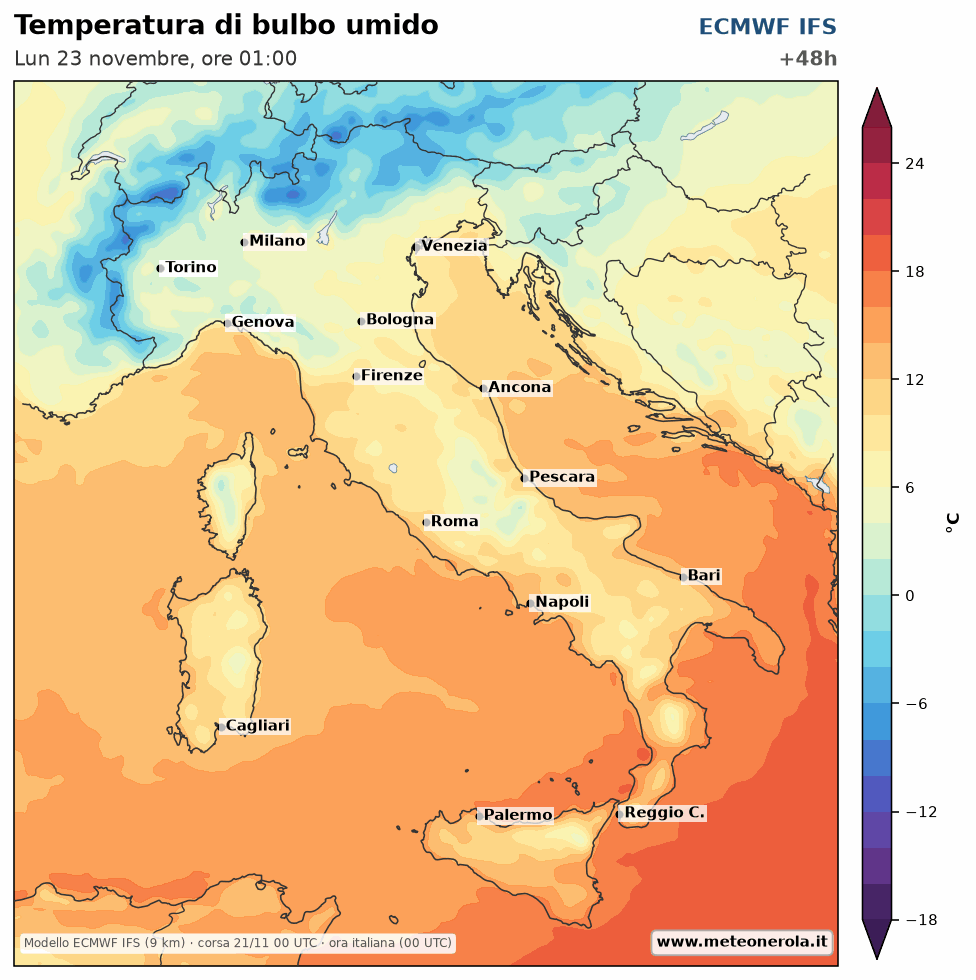 Temperatura di bulbo umido
ECMWF IFS
Lun 23 novembre, ore 01:00
+48h
Milano
Venezia
Torino
Genova
Bologna
Firenze
Ancona
Pescara
Roma
Bari
Napoli
Cagliari
Palermo
Reggio C.
24
18
12
6
0
−6
−12
−18
°C
Modello ECMWF IFS (9 km) · corsa 21/11 00 UTC · ora italiana (00 UTC)
www.meteonerola.it